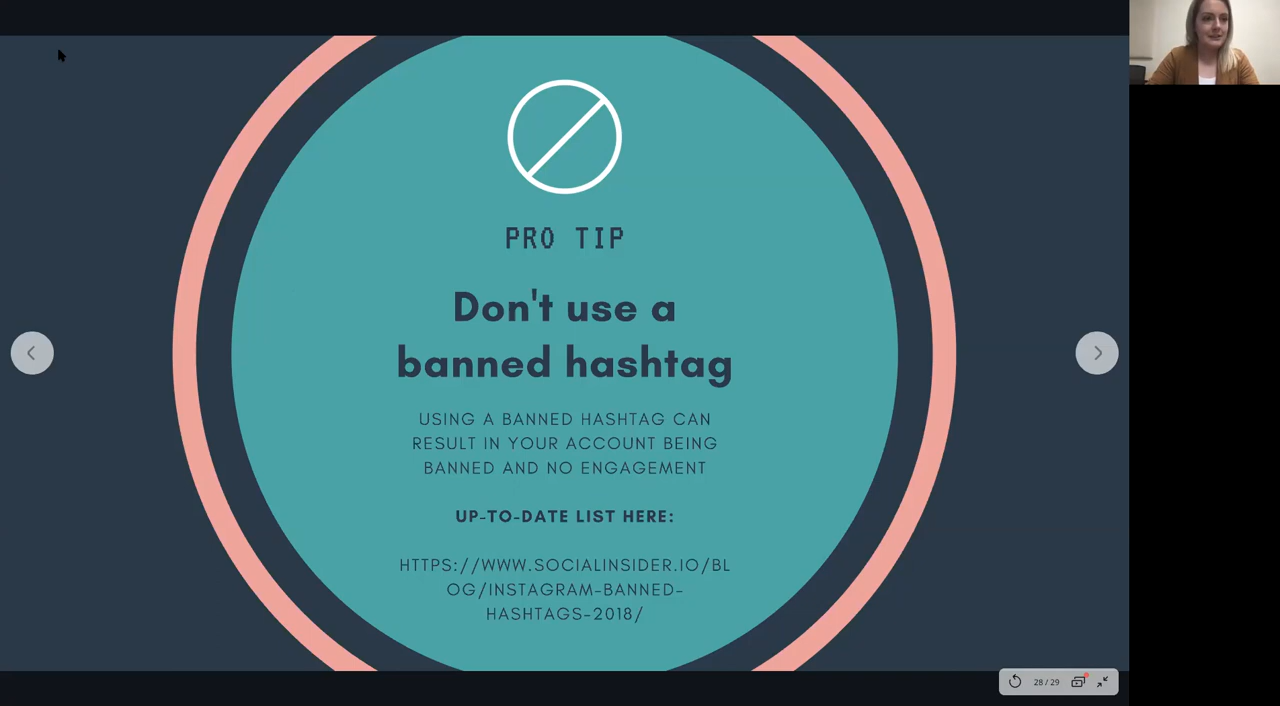 PRO TIP
Don't use a
banned hashtag
USING A BANNED HASHTAG CAN
RESULT IN YOUR ACCOUNT BEING
BANNED AND NO ENGAGEMENT
UP-TO-DATE LIST HERE:
HTTPS://WWW.SOCIALINSIDER.IO/BL
OG/INSTAGRAM-BANNED-
HASHTAGS-2018/
28 / 29